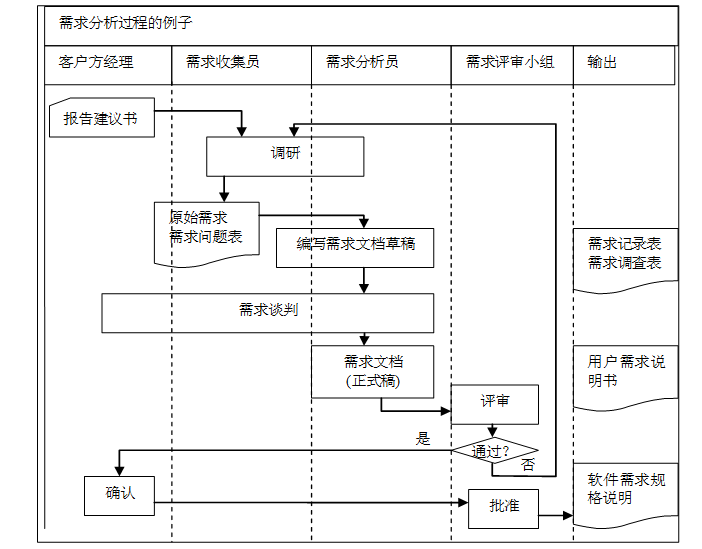 需求分析过程的例子
客户方经理
需求收集员
需求分析员
需求评审小组
输出
报告建议书
调研
原始需求
需求问题表
编写需求文档草稿
需求记录表
需求调查表
需求谈判
需求文档
(正式稿)
用户需求说
明书
评审
是
通过?
否
确认
批准
软件需求规
格说明